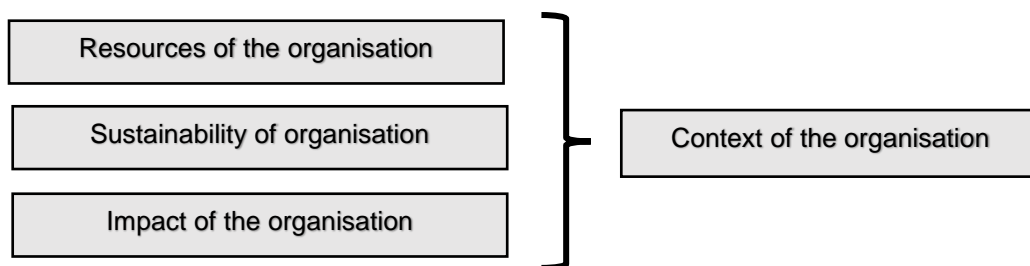 Resources of the organisation
Sustainability of organisation
Context of the organisation
Impact of the organisation